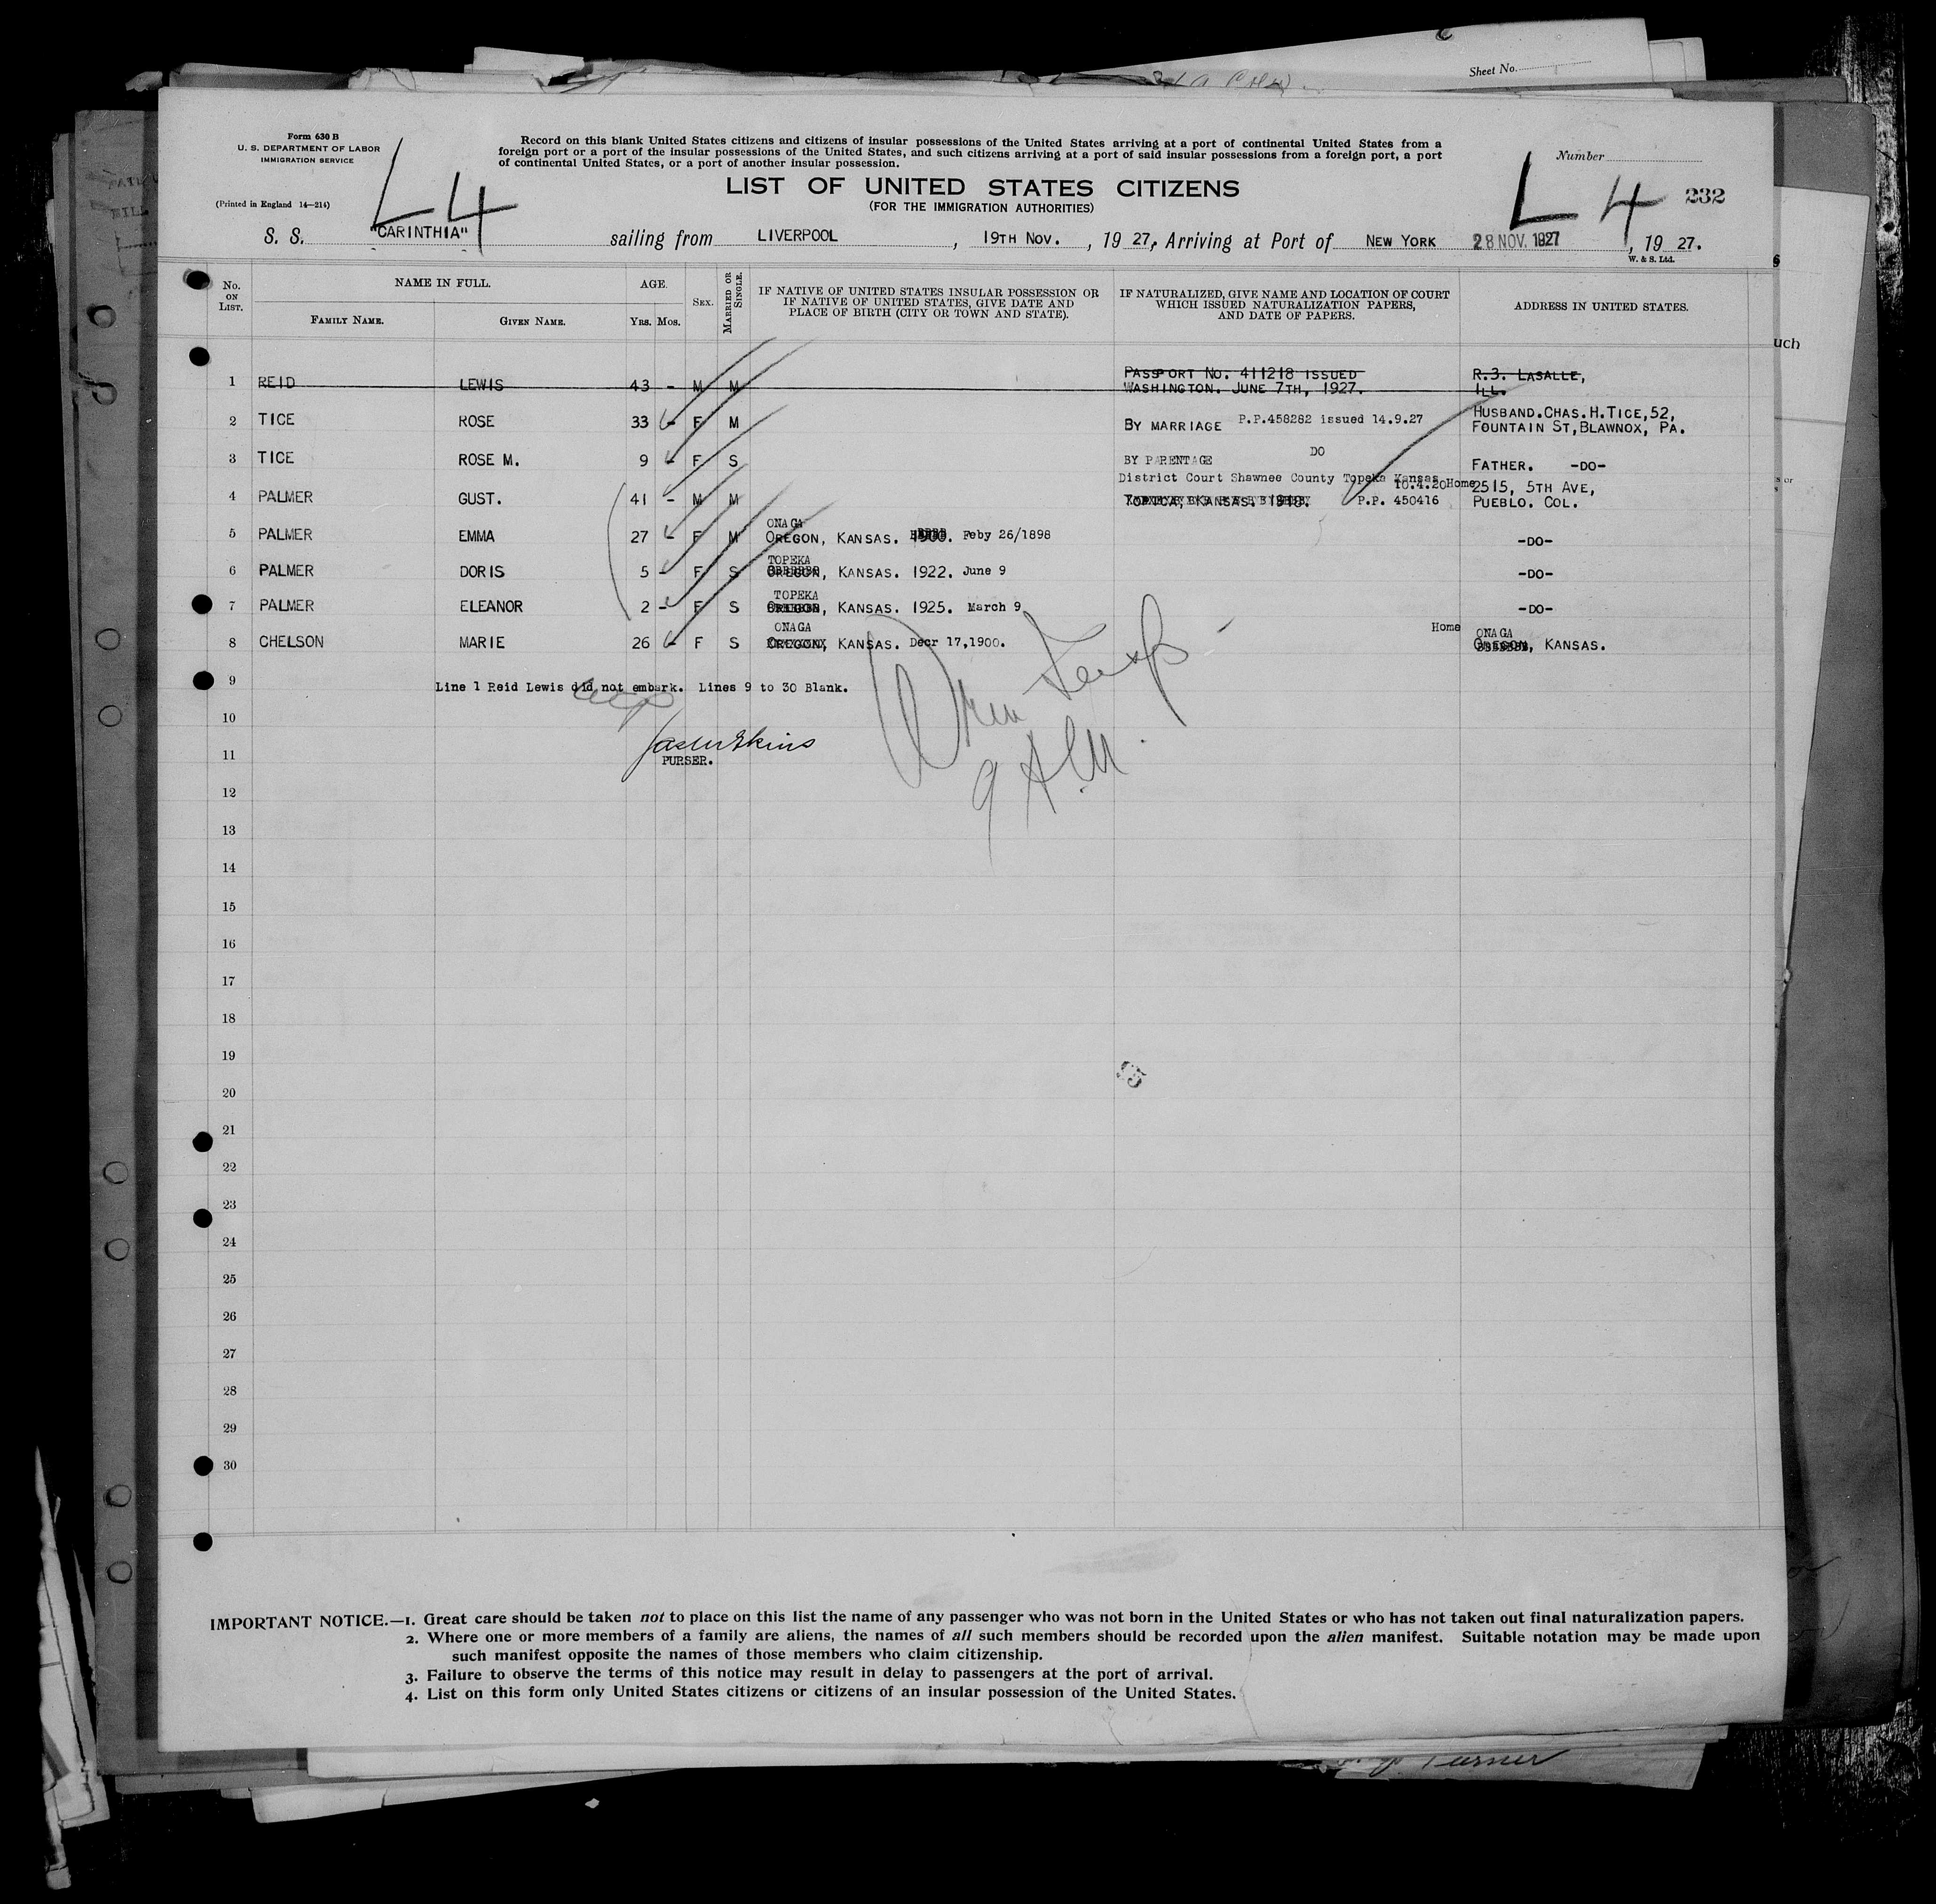 Sheet No.
Form 630 B
U. S. DEPARTMENT OF LABOR
IMMIGRATION SERVICE
(Printed in England 14—214)
L4
Record on this blank United States citizens and citizens of insular possessions of the United States arriving at a port of continental United States from a
foreign port or a port of the insular possessions of the United States, and such citizens arriving at a port of said insular possessions from a foreign port, a port
of continental United States, or a port of another insular possession.
Number
L 4 232
LIST OF UNITED STATES CITIZENS
(FOR THE IMMIGRATION AUTHORITIES)
S. S. "CARINTHIA" sailing from LIVERPOOL, 19TH NOV., 19 27, Arriving at Port of NEW YORK 28 NOV. 1927, 19 27.
W. & S. Ltd.
No. ON LIST.
NAME IN FULL.
FAMILY NAME. GIVEN NAME.
AGE.
YRS. MOS.
SEX.
MARRIED OR SINGLE.
IF NATIVE OF UNITED STATES INSULAR POSSESSION OR
IF NATIVE OF UNITED STATES, GIVE DATE AND
PLACE OF BIRTH (CITY OR TOWN AND STATE).
IF NATURALIZED, GIVE NAME AND LOCATION OF COURT
WHICH ISSUED NATURALIZATION PAPERS,
AND DATE OF PAPERS.
ADDRESS IN UNITED STATES.
1 REID LEWIS 43 - M M PASSPORT NO. 411218 ISSUED WASHINGTON. JUNE 7TH, 1927. R.3. LASALLE, ILL.
2 TICE ROSE 33 - F M BY MARRIAGE P.P.458282 issued 14.9.27 HUSBAND.CHAS.H.TICE,52, FOUNTAIN ST,BLAWNOX, PA.
3 TICE ROSE M. 9 - F S BY PARENTAGE DO FATHER. -DO-
District Court Shawnee County Topeka Kansas
10.4.20 Home
4 PALMER GUST. 41 - M M TOPECA, KANSAS. P.P. 450416 2515, 5TH AVE, PUEBLO. COL.
ONAGA
5 PALMER EMMA 27 - F M OREGON, KANSAS. 1900. Feby 26/1898 -DO-
TOPEKA
6 PALMER DORIS 5 - F S OREGON, KANSAS. 1922. June 9 -DO-
TOPEKA
7 PALMER ELEANOR 2 - F S OREGON, KANSAS. 1925. March 9 -DO-
ONAGA Home ONAGA
8 CHELSON MARIE 26 - F S OREGON, KANSAS. Decr 17,1900. OREGON, KANSAS.
9
Line 1 Reid Lewis did not embark. Lines 9 to 30 Blank.
10
11
PURSER.
12
13
14
15
16
17
18
19
20
21
22
23
24
25
26
27
28
29
30
IMPORTANT NOTICE.—1. Great care should be taken not to place on this list the name of any passenger who was not born in the United States or who has not taken out final naturalization papers.
2. Where one or more members of a family are aliens, the names of all such members should be recorded upon the alien manifest. Suitable notation may be made upon
such manifest opposite the names of those members who claim citizenship.
3. Failure to observe the terms of this notice may result in delay to passengers at the port of arrival.
4. List on this form only United States citizens or citizens of an insular possession of the United States.
Turner